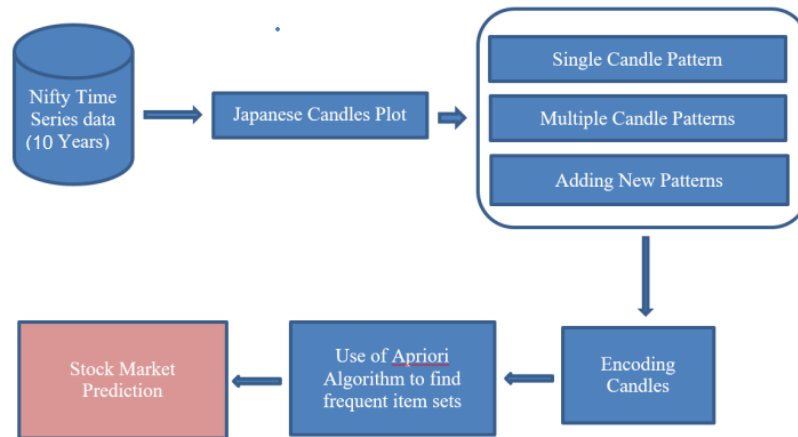 Nifty Time
Series data
(10 Years)
Japanese Candles Plot
Single Candle Pattern
Multiple Candle Patterns
Adding New Patterns
Encoding
Candles
Use of Apriori
Algorithm to find
frequent item sets
Stock Market
Prediction